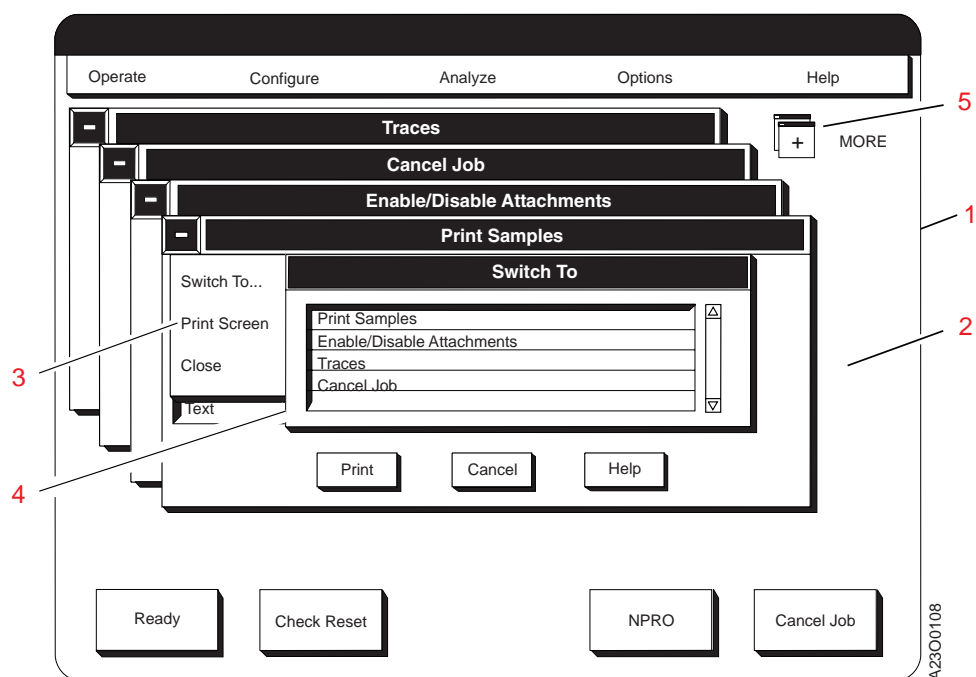 Operate Configure Analyze Options Help
5
Traces
+ MORE
Cancel Job
Enable/Disable Attachments
1
Print Samples
Switch To...
Switch To
Print Screen
Print Samples
2
Enable/Disable Attachments
3
Close
Traces
Cancel Job
Text
4
Print Cancel Help
Ready Check Reset NPRO Cancel Job
A23O0108